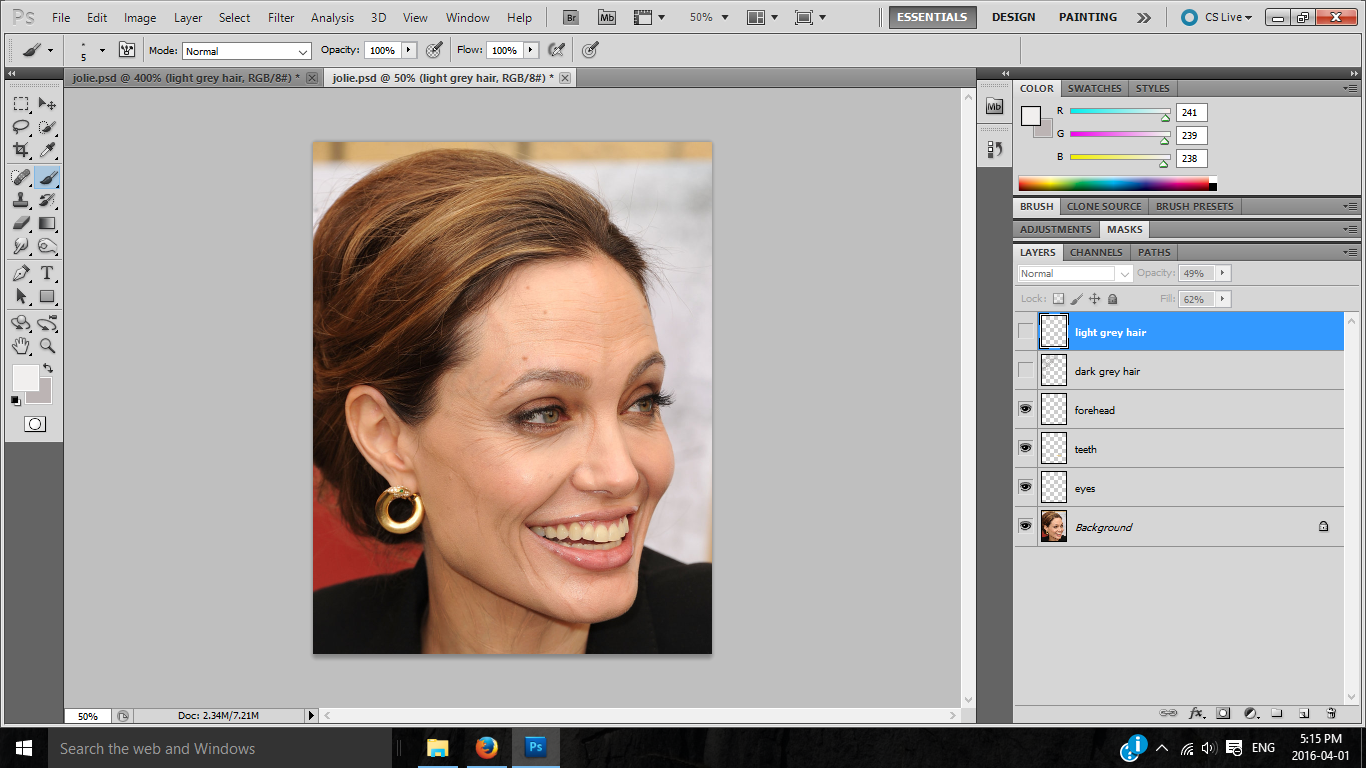 Ps File Edit Image Layer Select Filter Analysis 3D View Window Help Br Mb 50% ESSENTIALS DESIGN PAINTING CS Live
5 Mode: Normal Opacity: 100% Flow: 100%
jolie.psd @ 400% (light grey hair, RGB/8#) * jolie.psd @ 50% (light grey hair, RGB/8#) *
COLOR SWATCHES STYLES
Mb
R 241
G 239
B 238
BRUSH CLONE SOURCE BRUSH PRESETS
ADJUSTMENTS MASKS
LAYERS CHANNELS PATHS
Normal Opacity: 49%
Lock: Fill: 62%
light grey hair
dark grey hair
forehead
teeth
eyes
Background
T
50% Doc: 2.34M/7.21M
fx
Search the web and Windows Ps ENG 5:15 PM
2016-04-01